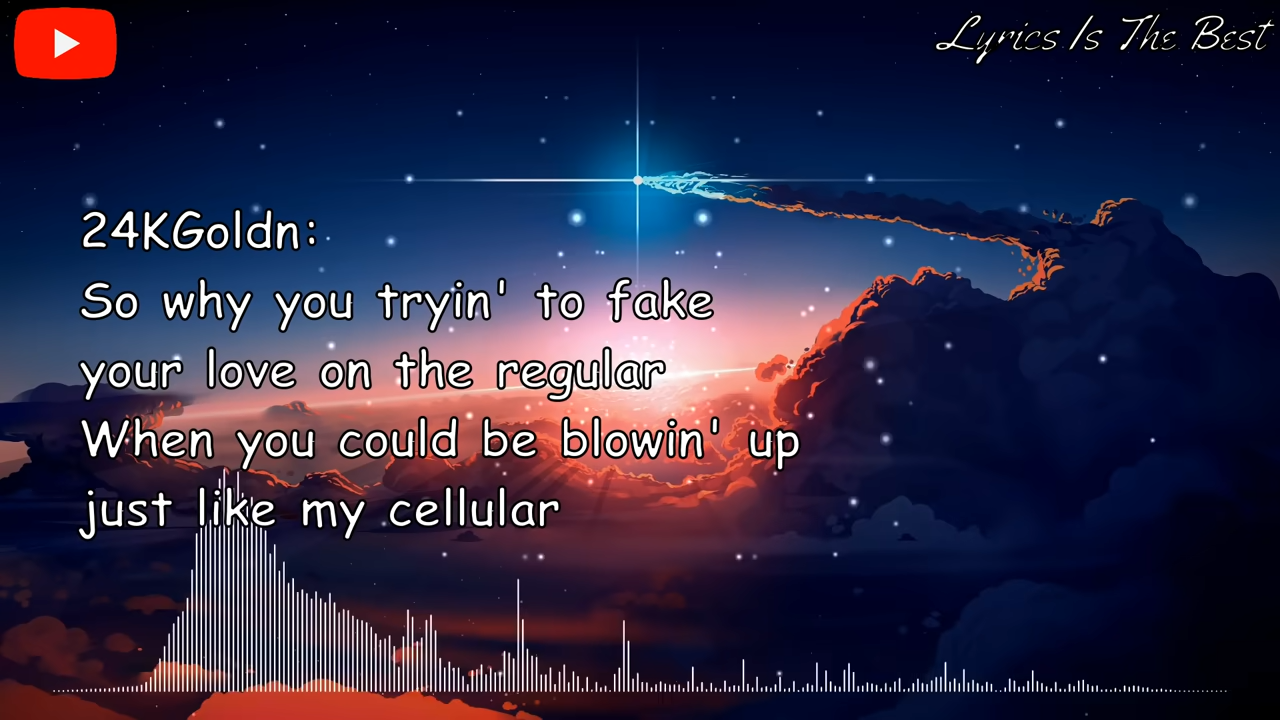 Lyrics Is The Best
24KGoldn:
So why you tryin' to fake
your love on the regular
When you could be blowin' up
just like my cellular